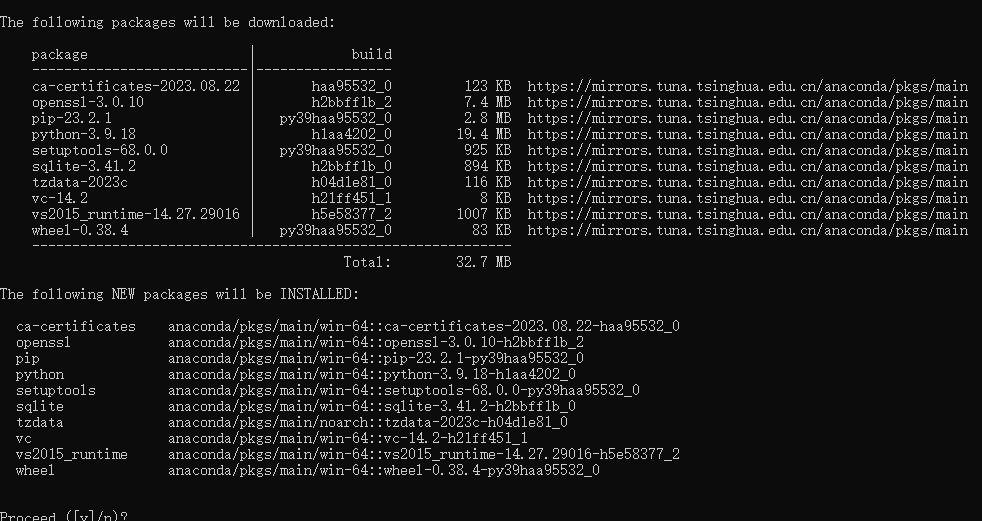 The following packages will be downloaded:
package | build
---------------------------|-----------------
ca-certificates-2023.08.22 | haa95532_0 123 KB https://mirrors.tuna.tsinghua.edu.cn/anaconda/pkgs/main
openssl-3.0.10 | h2bbff1b_2 7.4 MB https://mirrors.tuna.tsinghua.edu.cn/anaconda/pkgs/main
pip-23.2.1 | py39haa95532_0 2.8 MB https://mirrors.tuna.tsinghua.edu.cn/anaconda/pkgs/main
python-3.9.18 | h1aa4202_0 19.4 MB https://mirrors.tuna.tsinghua.edu.cn/anaconda/pkgs/main
setuptools-68.0.0 | py39haa95532_0 925 KB https://mirrors.tuna.tsinghua.edu.cn/anaconda/pkgs/main
sqlite-3.41.2 | h2bbff1b_0 894 KB https://mirrors.tuna.tsinghua.edu.cn/anaconda/pkgs/main
tzdata-2023c | h04d1e81_0 116 KB https://mirrors.tuna.tsinghua.edu.cn/anaconda/pkgs/main
vc-14.2 | h21ff451_1 8 KB https://mirrors.tuna.tsinghua.edu.cn/anaconda/pkgs/main
vs2015_runtime-14.27.29016 | h5e58377_2 1007 KB https://mirrors.tuna.tsinghua.edu.cn/anaconda/pkgs/main
wheel-0.38.4 | py39haa95532_0 83 KB https://mirrors.tuna.tsinghua.edu.cn/anaconda/pkgs/main
------------------------------------------------------------
Total: 32.7 MB
The following NEW packages will be INSTALLED:
ca-certificates anaconda/pkgs/main/win-64::ca-certificates-2023.08.22-haa95532_0
openssl anaconda/pkgs/main/win-64::openssl-3.0.10-h2bbff1b_2
pip anaconda/pkgs/main/win-64::pip-23.2.1-py39haa95532_0
python anaconda/pkgs/main/win-64::python-3.9.18-h1aa4202_0
setuptools anaconda/pkgs/main/win-64::setuptools-68.0.0-py39haa95532_0
sqlite anaconda/pkgs/main/win-64::sqlite-3.41.2-h2bbff1b_0
tzdata anaconda/pkgs/main/noarch::tzdata-2023c-h04d1e81_0
vc anaconda/pkgs/main/win-64::vc-14.2-h21ff451_1
vs2015_runtime anaconda/pkgs/main/win-64::vs2015_runtime-14.27.29016-h5e58377_2
wheel anaconda/pkgs/main/win-64::wheel-0.38.4-py39haa95532_0
Proceed ([y]/n)?